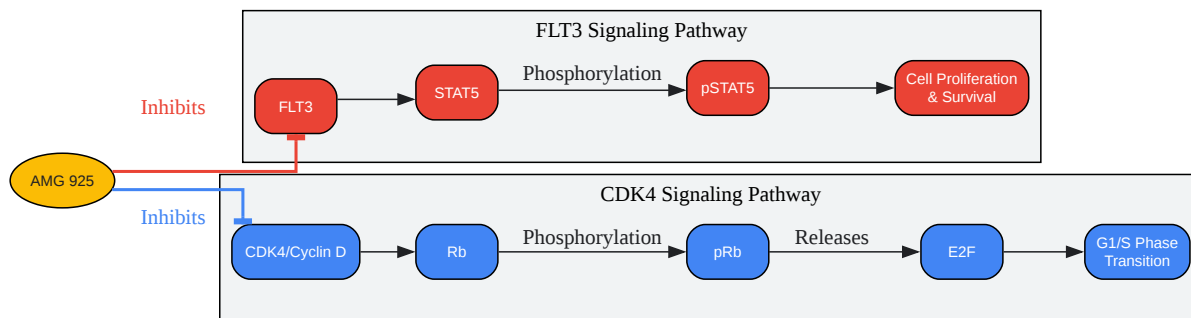 FLT3 Signaling Pathway
FLT3
STAT5
Phosphorylation
pSTAT5
Cell Proliferation
& Survival
Inhibits
AMG 925
Inhibits
CDK4 Signaling Pathway
CDK4/Cyclin D
Rb
Phosphorylation
pRb
Releases
E2F
G1/S Phase
Transition